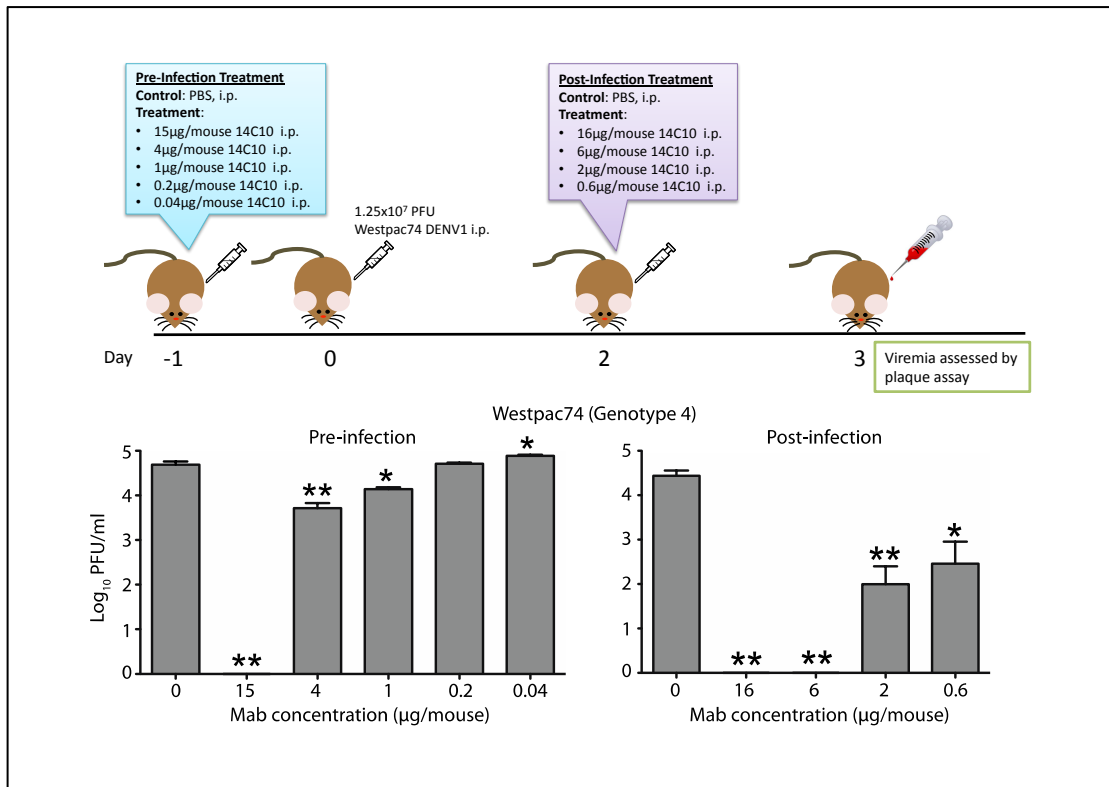 Pre-Infection Treatment
Control: PBS, i.p.
Treatment:
• 15µg/mouse 14C10 i.p.
• 4µg/mouse 14C10 i.p.
• 1µg/mouse 14C10 i.p.
• 0.2µg/mouse 14C10 i.p.
• 0.04µg/mouse 14C10 i.p.
1.25x10⁷ PFU
Westpac74 DENV1 i.p.
Post-Infection Treatment
Control: PBS, i.p.
Treatment:
• 16µg/mouse 14C10 i.p.
• 6µg/mouse 14C10 i.p.
• 2µg/mouse 14C10 i.p.
• 0.6µg/mouse 14C10 i.p.
Day -1 0 2 3
Viremia assessed by
plaque assay
Westpac74 (Genotype 4)
Pre-infection
Log₁₀ PFU/ml
5
4
3
2
1
0
** ** * *
0 15 4 1 0.2 0.04
Mab concentration (µg/mouse)
Post-infection
5
4
3
2
1
0
** ** ** *
0 16 6 2 0.6
Mab concentration (µg/mouse)